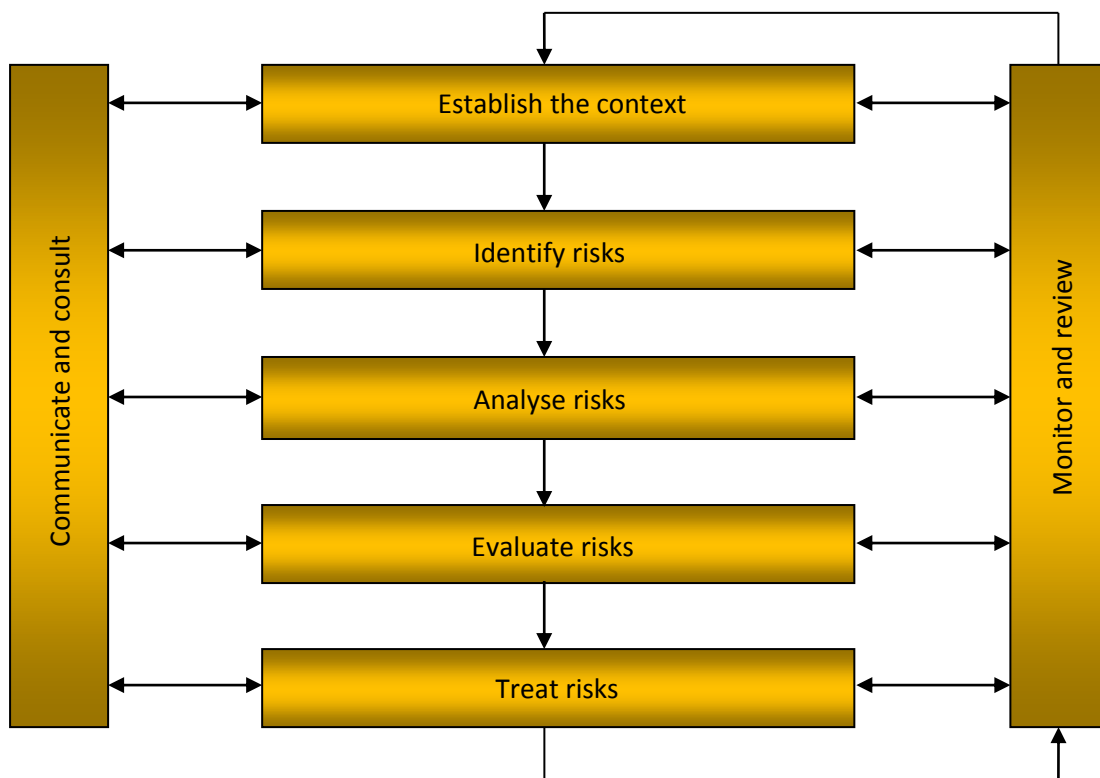 Establish the context
Identify risks
Analyse risks
Evaluate risks
Treat risks
Communicate and consult
Monitor and review